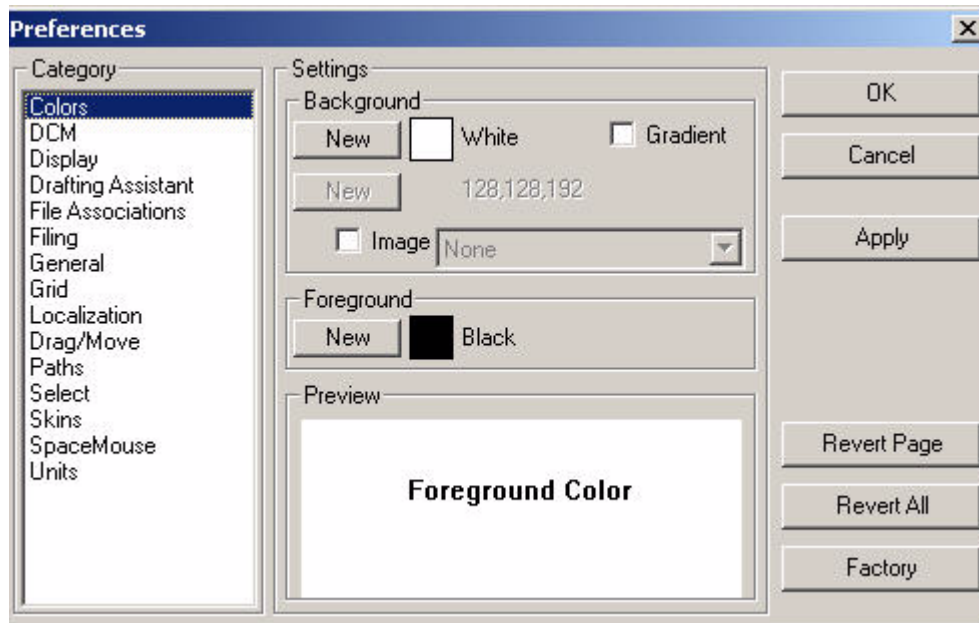 Preferences
Category
Colors
DCM
Display
Drafting Assistant
File Associations
Filing
General
Grid
Localization
Drag/Move
Paths
Select
Skins
SpaceMouse
Units
Settings
Background
New White Gradient
New 128,128,192
Image None
Foreground
New Black
Preview
Foreground Color
OK
Cancel
Apply
Revert Page
Revert All
Factory